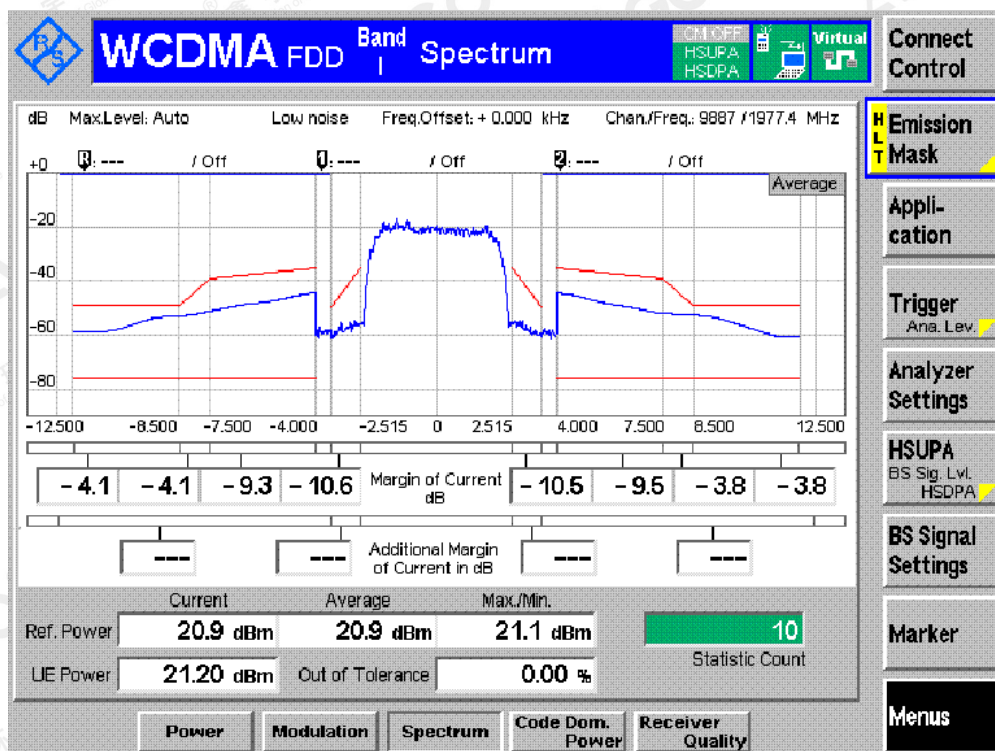 R&S
WCDMA FDD Band I Spectrum
CMI OFF
HSUPA
HSDPA
Virtual
Connect Control
dB Max.Level: Auto Low noise Freq.Offset: + 0.000 kHz Chan./Freq.: 9887 / 1977.4 MHz
HLT Emission Mask
+0 R: --- / Off 1: --- / Off 2: --- / Off
Average
-20
-40
-60
-80
Appli-
cation
Trigger
Ana. Lev.
-12.500 -8.500 -7.500 -4.000 -2.515 0 2.515 4.000 7.500 8.500 12.500
Analyzer
Settings
-4.1 -4.1 -9.3 -10.6 Margin of Current dB -10.5 -9.5 -3.8 -3.8
HSUPA
BS Sig. Lvl.
HSDPA
--- --- Additional Margin of Current in dB --- ---
BS Signal
Settings
Current Average Max./Min.
Ref. Power 20.9 dBm 20.9 dBm 21.1 dBm 10
Statistic Count
UE Power 21.20 dBm Out of Tolerance 0.00 %
Marker
Power Modulation Spectrum Code Dom. Power Receiver Quality
Menus